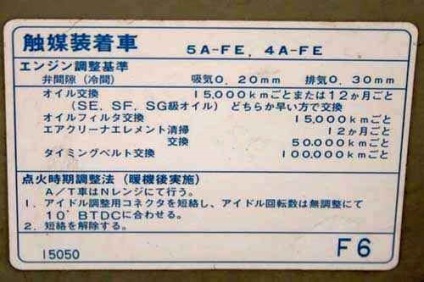 触媒装着車 5A-FE, 4A-FE
エンジン調整基準
弁間隙(冷間) 吸気0.20mm 排気0.30mm
オイル交換 15,000kmごとまたは12か月ごと
(SE, SF, SG級オイル) どちらか早い方で交換
オイルフィルタ交換 15,000kmごと
エアクリーナエレメント清掃 12か月ごと
交換 50,000kmごと
タイミングベルト交換 100,000kmごと
点火時期調整法(暖機後実施)
A/T車はNレンジにて行う。
1. アイドル調整用コネクタを短絡し、アイドル回転数は無調整にて
10°BTDCに合わせる。
2. 短絡を解除する。
15050 F6